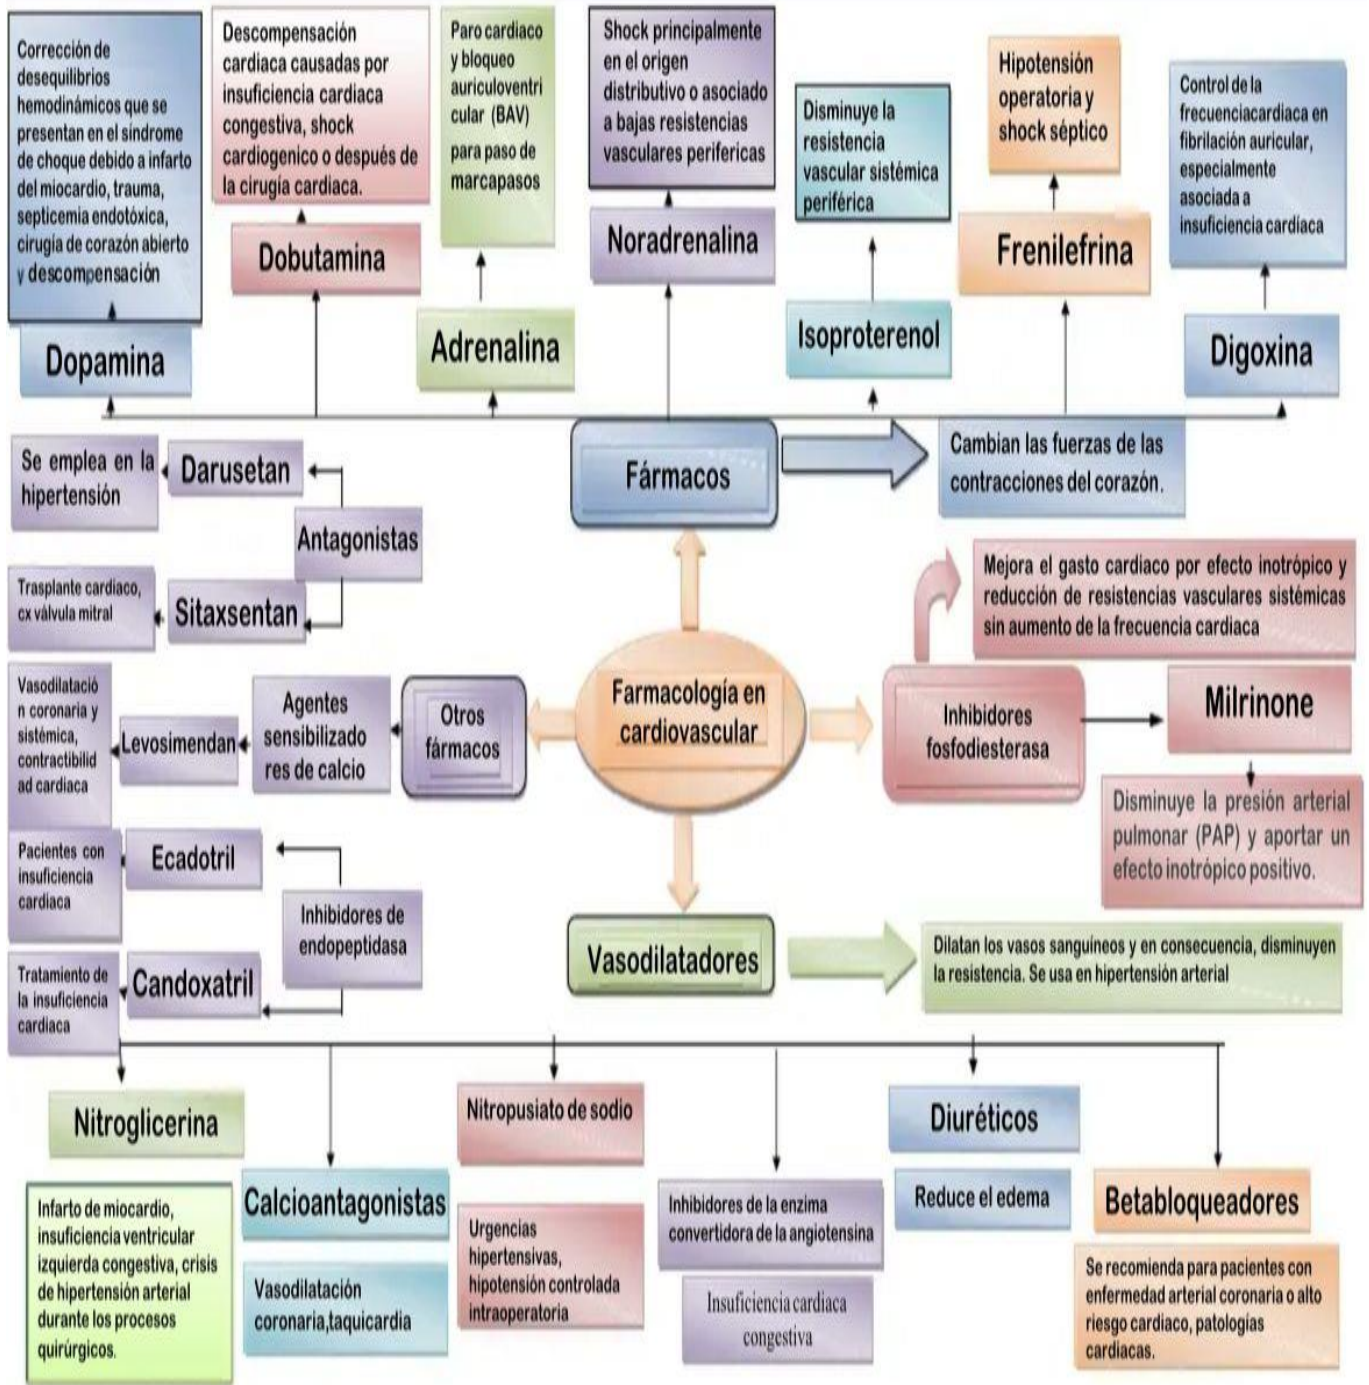 Corrección de
desequilibrios
hemodinámicos que se
presentan en el síndrome
de choque debido a infarto
del miocardio, trauma,
septicemia endotóxica,
cirugía de corazón abierto
y descompensación
Dopamina
Descompensación
cardiaca causadas por
insuficiencia cardiaca
congestiva, shock
cardiogenico o después de
la cirugía cardiaca.
Dobutamina
Paro cardiaco
y bloqueo
auriculoventri
cular (BAV)
para paso de
marcapasos
Adrenalina
Shock principalmente
en el origen
distributivo o asociado
a bajas resistencias
vasculares perifericas
Noradrenalina
Disminuye la
resistencia
vascular sistémica
periférica
Isoproterenol
Hipotensión
operatoria y
shock séptico
Frenilefrina
Control de la
frecuenciacardiaca en
fibrilación auricular,
especialmente
asociada a
insuficiencia cardiaca
Digoxina
Fármacos
Cambian las fuerzas de las
contracciones del corazón.
Se emplea en la
hipertensión
Darusetan
Antagonistas
Trasplante cardiaco,
cx válvula mitral
Sitaxsentan
Mejora el gasto cardiaco por efecto inotrópico y
reducción de resistencias vasculares sistémicas
sin aumento de la frecuencia cardiaca
Vasodilatació
n coronaria y
sistémica,
contractibilid
ad cardiaca
Levosimendan
Agentes
sensibilizado
res de calcio
Otros
fármacos
Farmacología en
cardiovascular
Inhibidores
fosfodiesterasa
Milrinone
Disminuye la presión arterial
pulmonar (PAP) y aportar un
efecto inotrópico positivo.
Pacientes con
insuficiencia
cardiaca
Ecadotril
Inhibidores de
endopeptidasa
Tratamiento de
la insuficiencia
cardiaca
Candoxatril
Vasodilatadores
Dilatan los vasos sanguíneos y en consecuencia, disminuyen
la resistencia. Se usa en hipertensión arterial
Nitroglicerina
Infarto de miocardio,
insuficiencia ventricular
izquierda congestiva, crisis
de hipertensión arterial
durante los procesos
quirúrgicos.
Calcioantagonistas
Vasodilatación
coronaria,taquicardia
Nitropusiato de sodio
Urgencias
hipertensivas,
hipotensión controlada
intraoperatoria
Inhibidores de la enzima
convertidora de la angiotensina
Insuficiencia cardiaca
congestiva
Diuréticos
Reduce el edema
Betabloqueadores
Se recomienda para pacientes con
enfermedad arterial coronaria o alto
riesgo cardiaco, patologías
cardiacas.